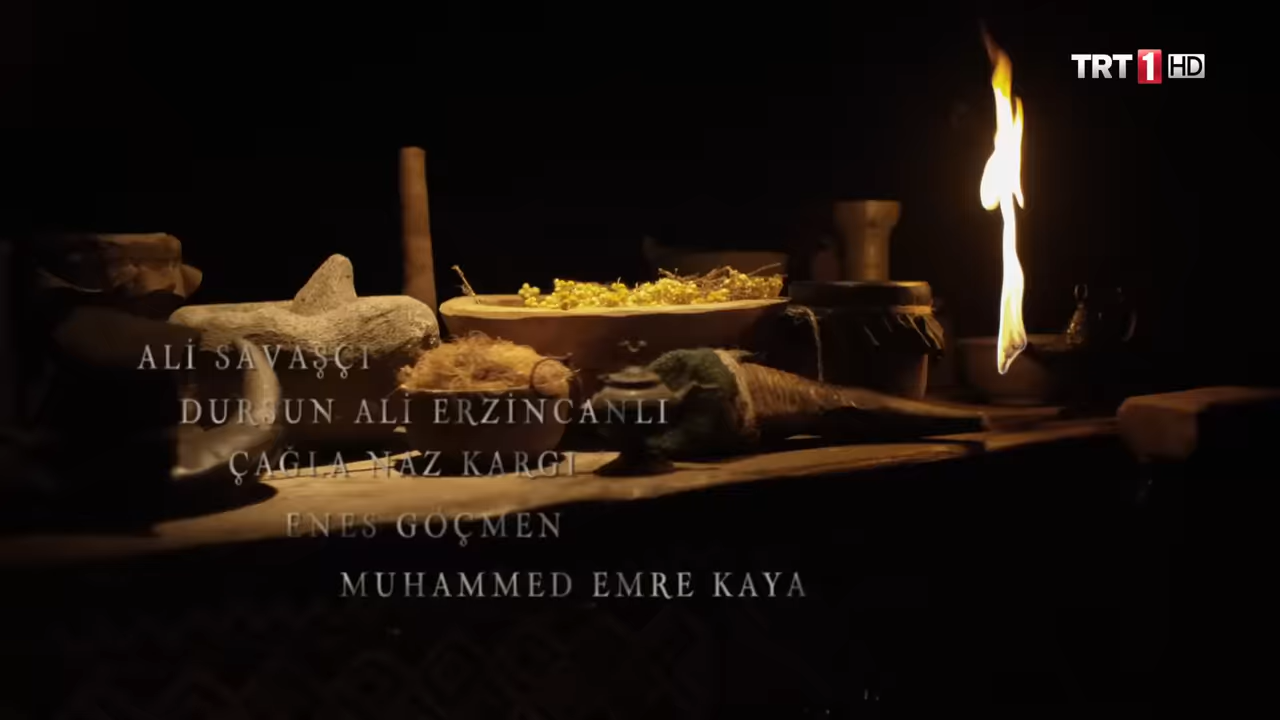 TRT 1 HD
ALİ SAVAŞÇI
DURSUN ALİ ERZİNCANLI
ÇAĞLA NAZ KARGI
ENES GÖÇMEN
MUHAMMED EMRE KAYA